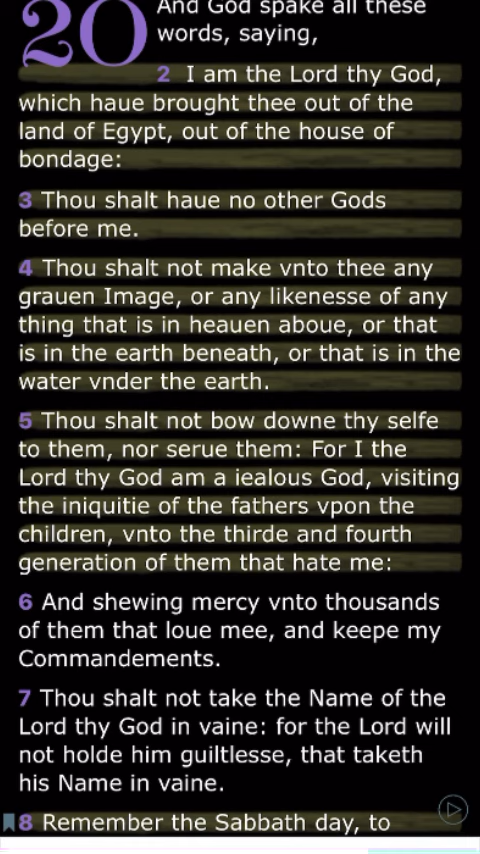 20 And God spake all these
words, saying,
2 I am the Lord thy God,
which haue brought thee out of the
land of Egypt, out of the house of
bondage:
3 Thou shalt haue no other Gods
before me.
4 Thou shalt not make vnto thee any
grauen Image, or any likenesse of any
thing that is in heauen aboue, or that
is in the earth beneath, or that is in the
water vnder the earth.
5 Thou shalt not bow downe thy selfe
to them, nor serue them: For I the
Lord thy God am a iealous God, visiting
the iniquitie of the fathers vpon the
children, vnto the thirde and fourth
generation of them that hate me:
6 And shewing mercy vnto thousands
of them that loue mee, and keepe my
Commandements.
7 Thou shalt not take the Name of the
Lord thy God in vaine: for the Lord will
not holde him guiltlesse, that taketh
his Name in vaine.
8 Remember the Sabbath day, to